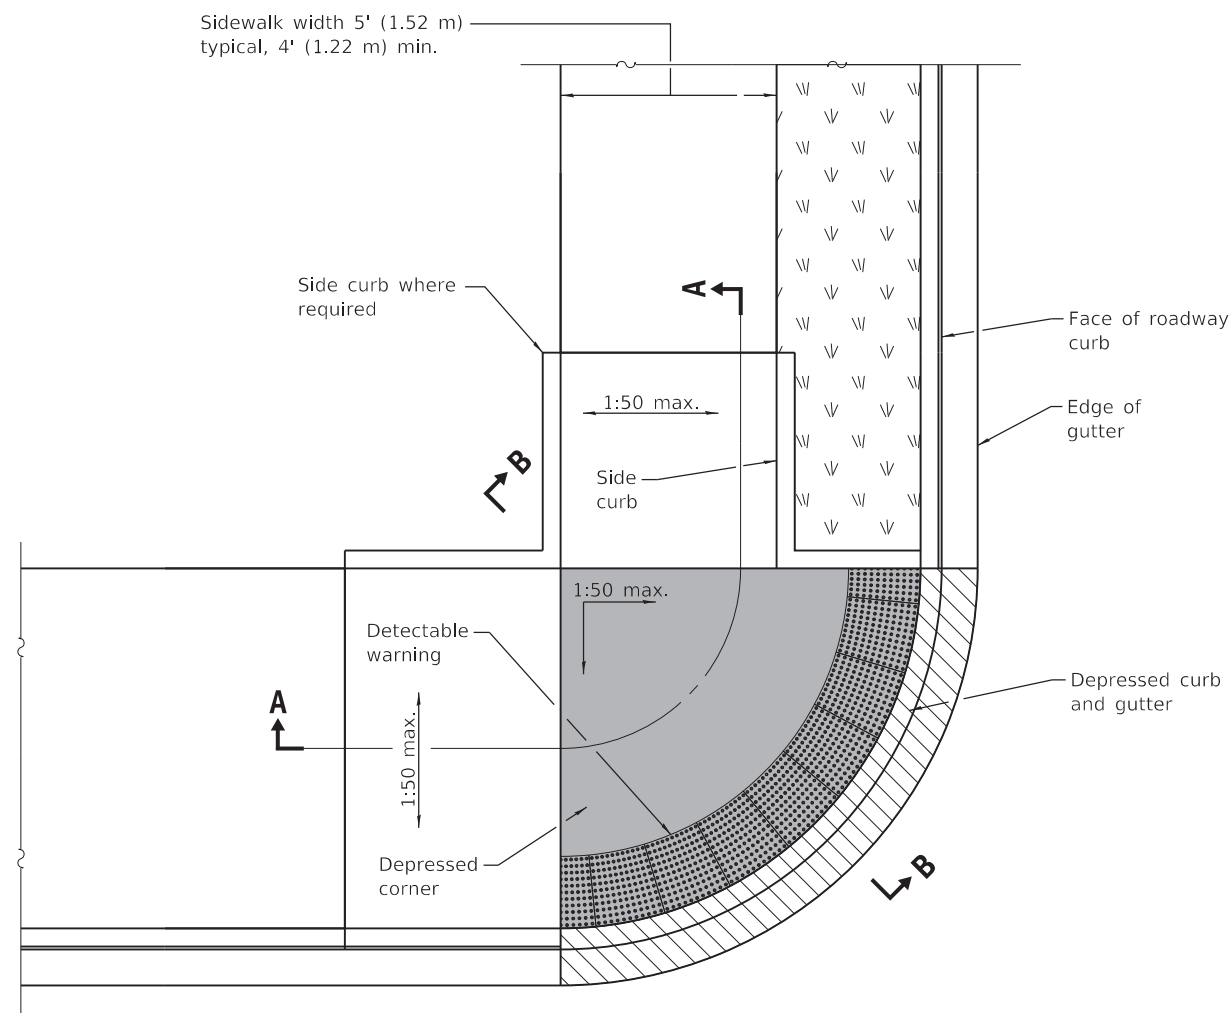 Sidewalk width 5' (1.52 m)
typical, 4' (1.22 m) min.
Side curb where
required
A
Face of roadway
curb
1:50 max.
Edge of
gutter
B
Side
curb
1:50 max.
Detectable
warning
Depressed curb
and gutter
A
1:50 max.
Depressed
corner
B